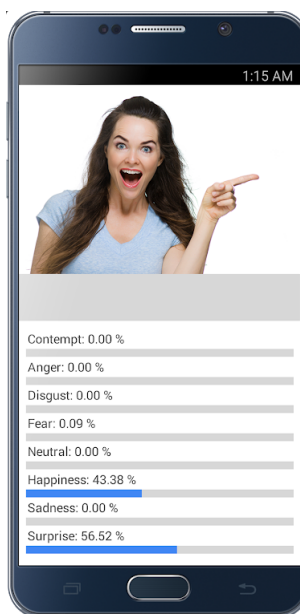 1:15 AM
Contempt: 0.00 %
Anger: 0.00 %
Disgust: 0.00 %
Fear: 0.09 %
Neutral: 0.00 %
Happiness: 43.38 %
Sadness: 0.00 %
Surprise: 56.52 %